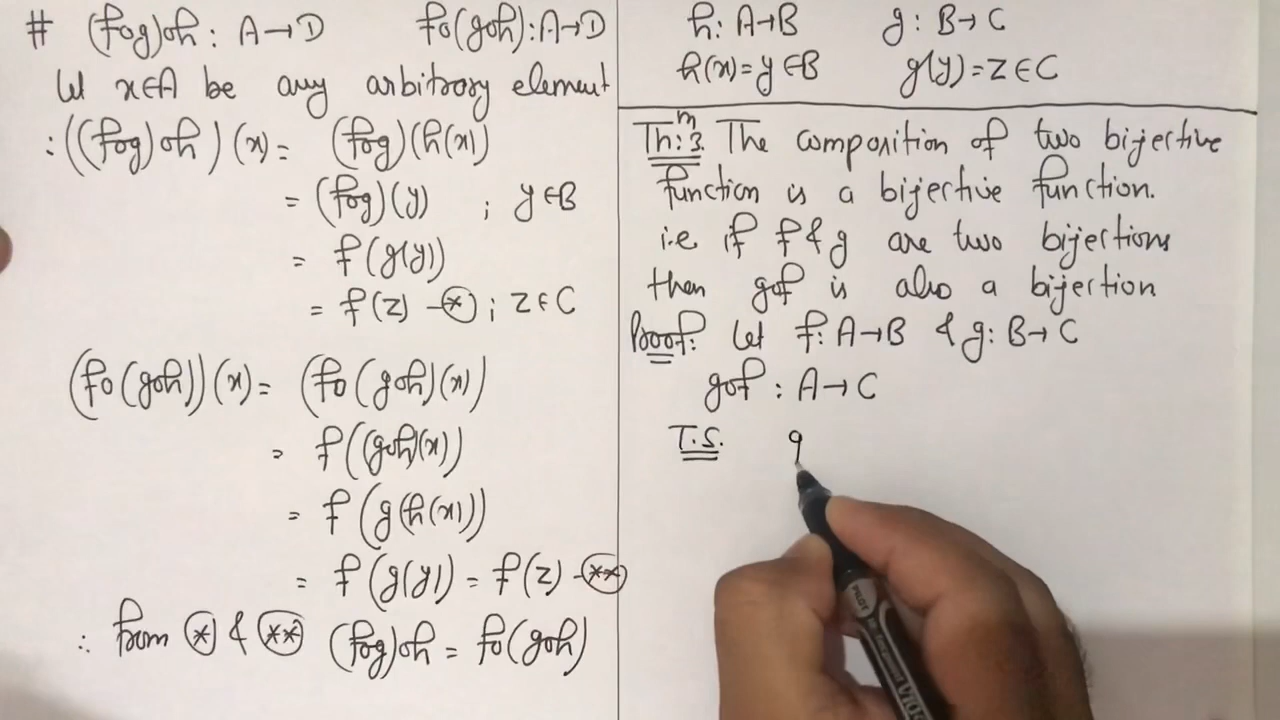 # (fog)oh : A→D fo(goh) : A→D
let x∈A be any arbitrary element
∴ ((fog)oh)(x) = (fog)(h(x))
= (fog)(y) ; y∈B
= f(g(y))
= f(z) -⊛ ; z∈C
(fo(goh))(x) = (fo(goh)(x)
= f((goh)(x))
= f(g(h(x)))
= f(g(y)) = f(z) -(**)
∴ from ⊛ & (**) (fog)oh = fo(goh)
h: A→B g: B→C
h(x)=y∈B g(y)=z∈C
Thm:3. The composition of two bijective
function is a bijective function.
i.e if f & g are two bijections
then gof is also a bijection
Proof: Let f: A→B & g: B→C
gof : A→C
T.S. g
PILOT
V10